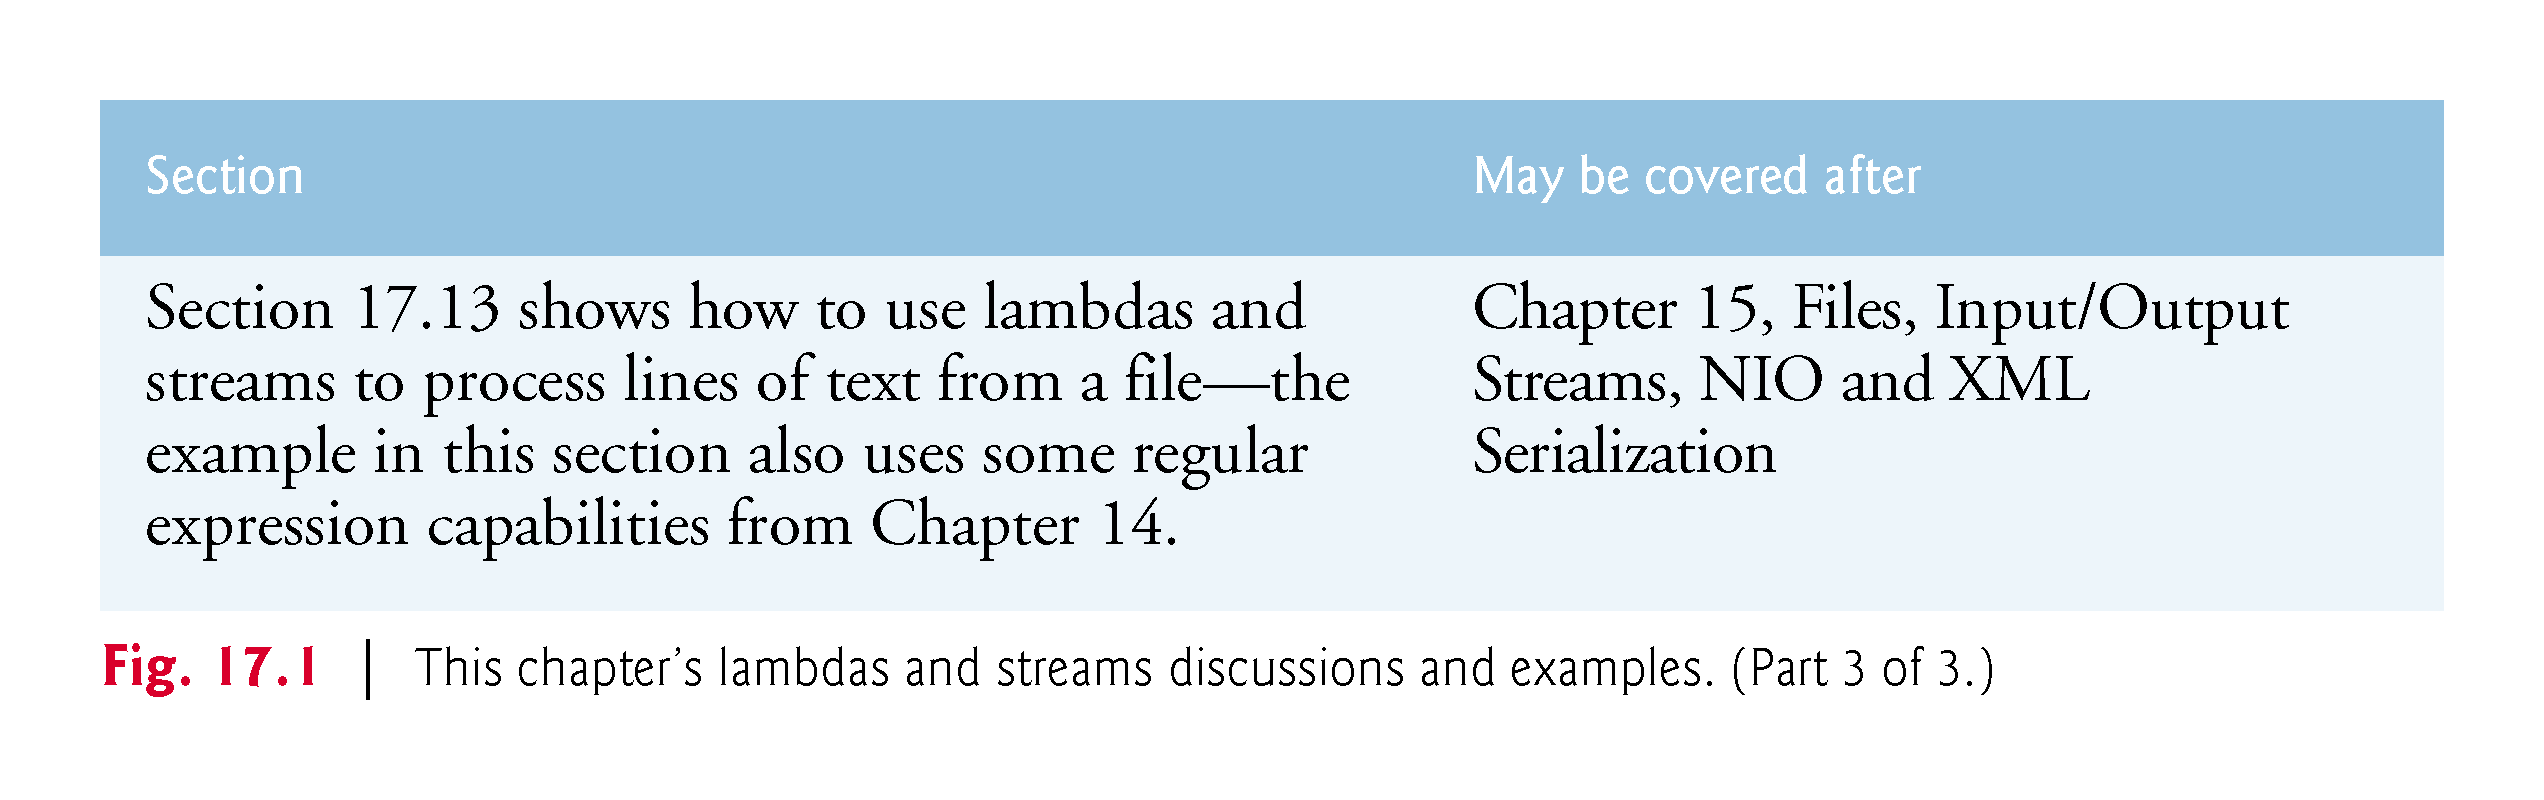 Section
May be covered after
Section 17.13 shows how to use lambdas and
streams to process lines of text from a file—the
example in this section also uses some regular
expression capabilities from Chapter 14.
Chapter 15, Files, Input/Output
Streams, NIO and XML
Serialization
Fig. 17.1 | This chapter’s lambdas and streams discussions and examples. (Part 3 of 3.)